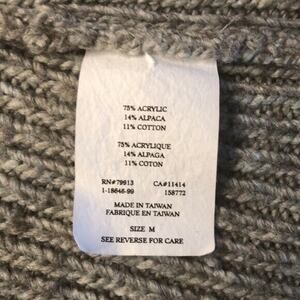 75% ACRYLIC
14% ALPACA
11% COTTON
75% ACRYLIQUE
14% ALPAGA
11% COTON
RN#79913 CA#11414
1-18646-99 158772
MADE IN TAIWAN
FABRIQUE EN TAIWAN
SIZE M
SEE REVERSE FOR CARE